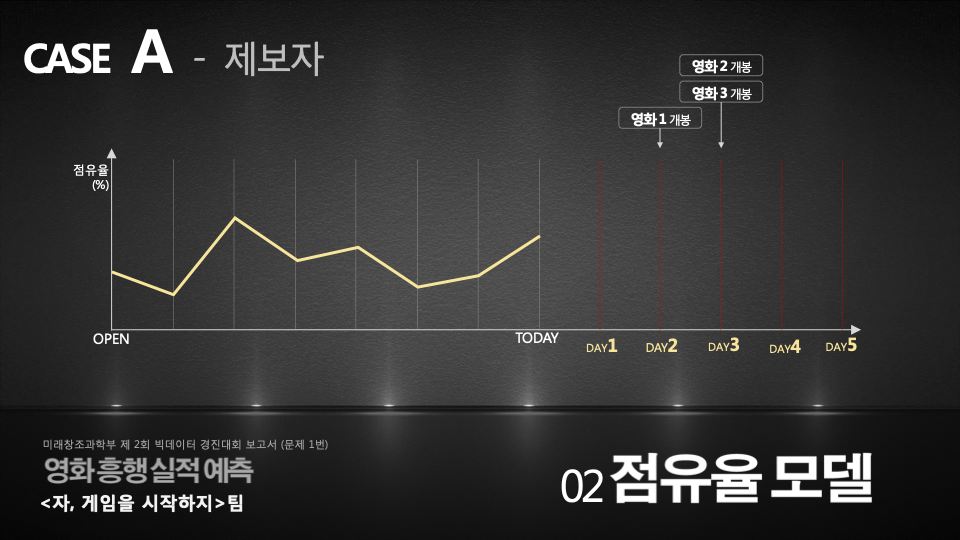 CASE A - 제보자
영화 2 개봉
영화 3 개봉
영화 1 개봉
점유율
(%)
OPEN
TODAY
DAY1
DAY2
DAY3
DAY4
DAY5
미래창조과학부 제 2회 빅데이터 경진대회 보고서 (문제 1번)
영화 흥행 실적 예측
<자, 게임을 시작하지>팀
02 점유율 모델